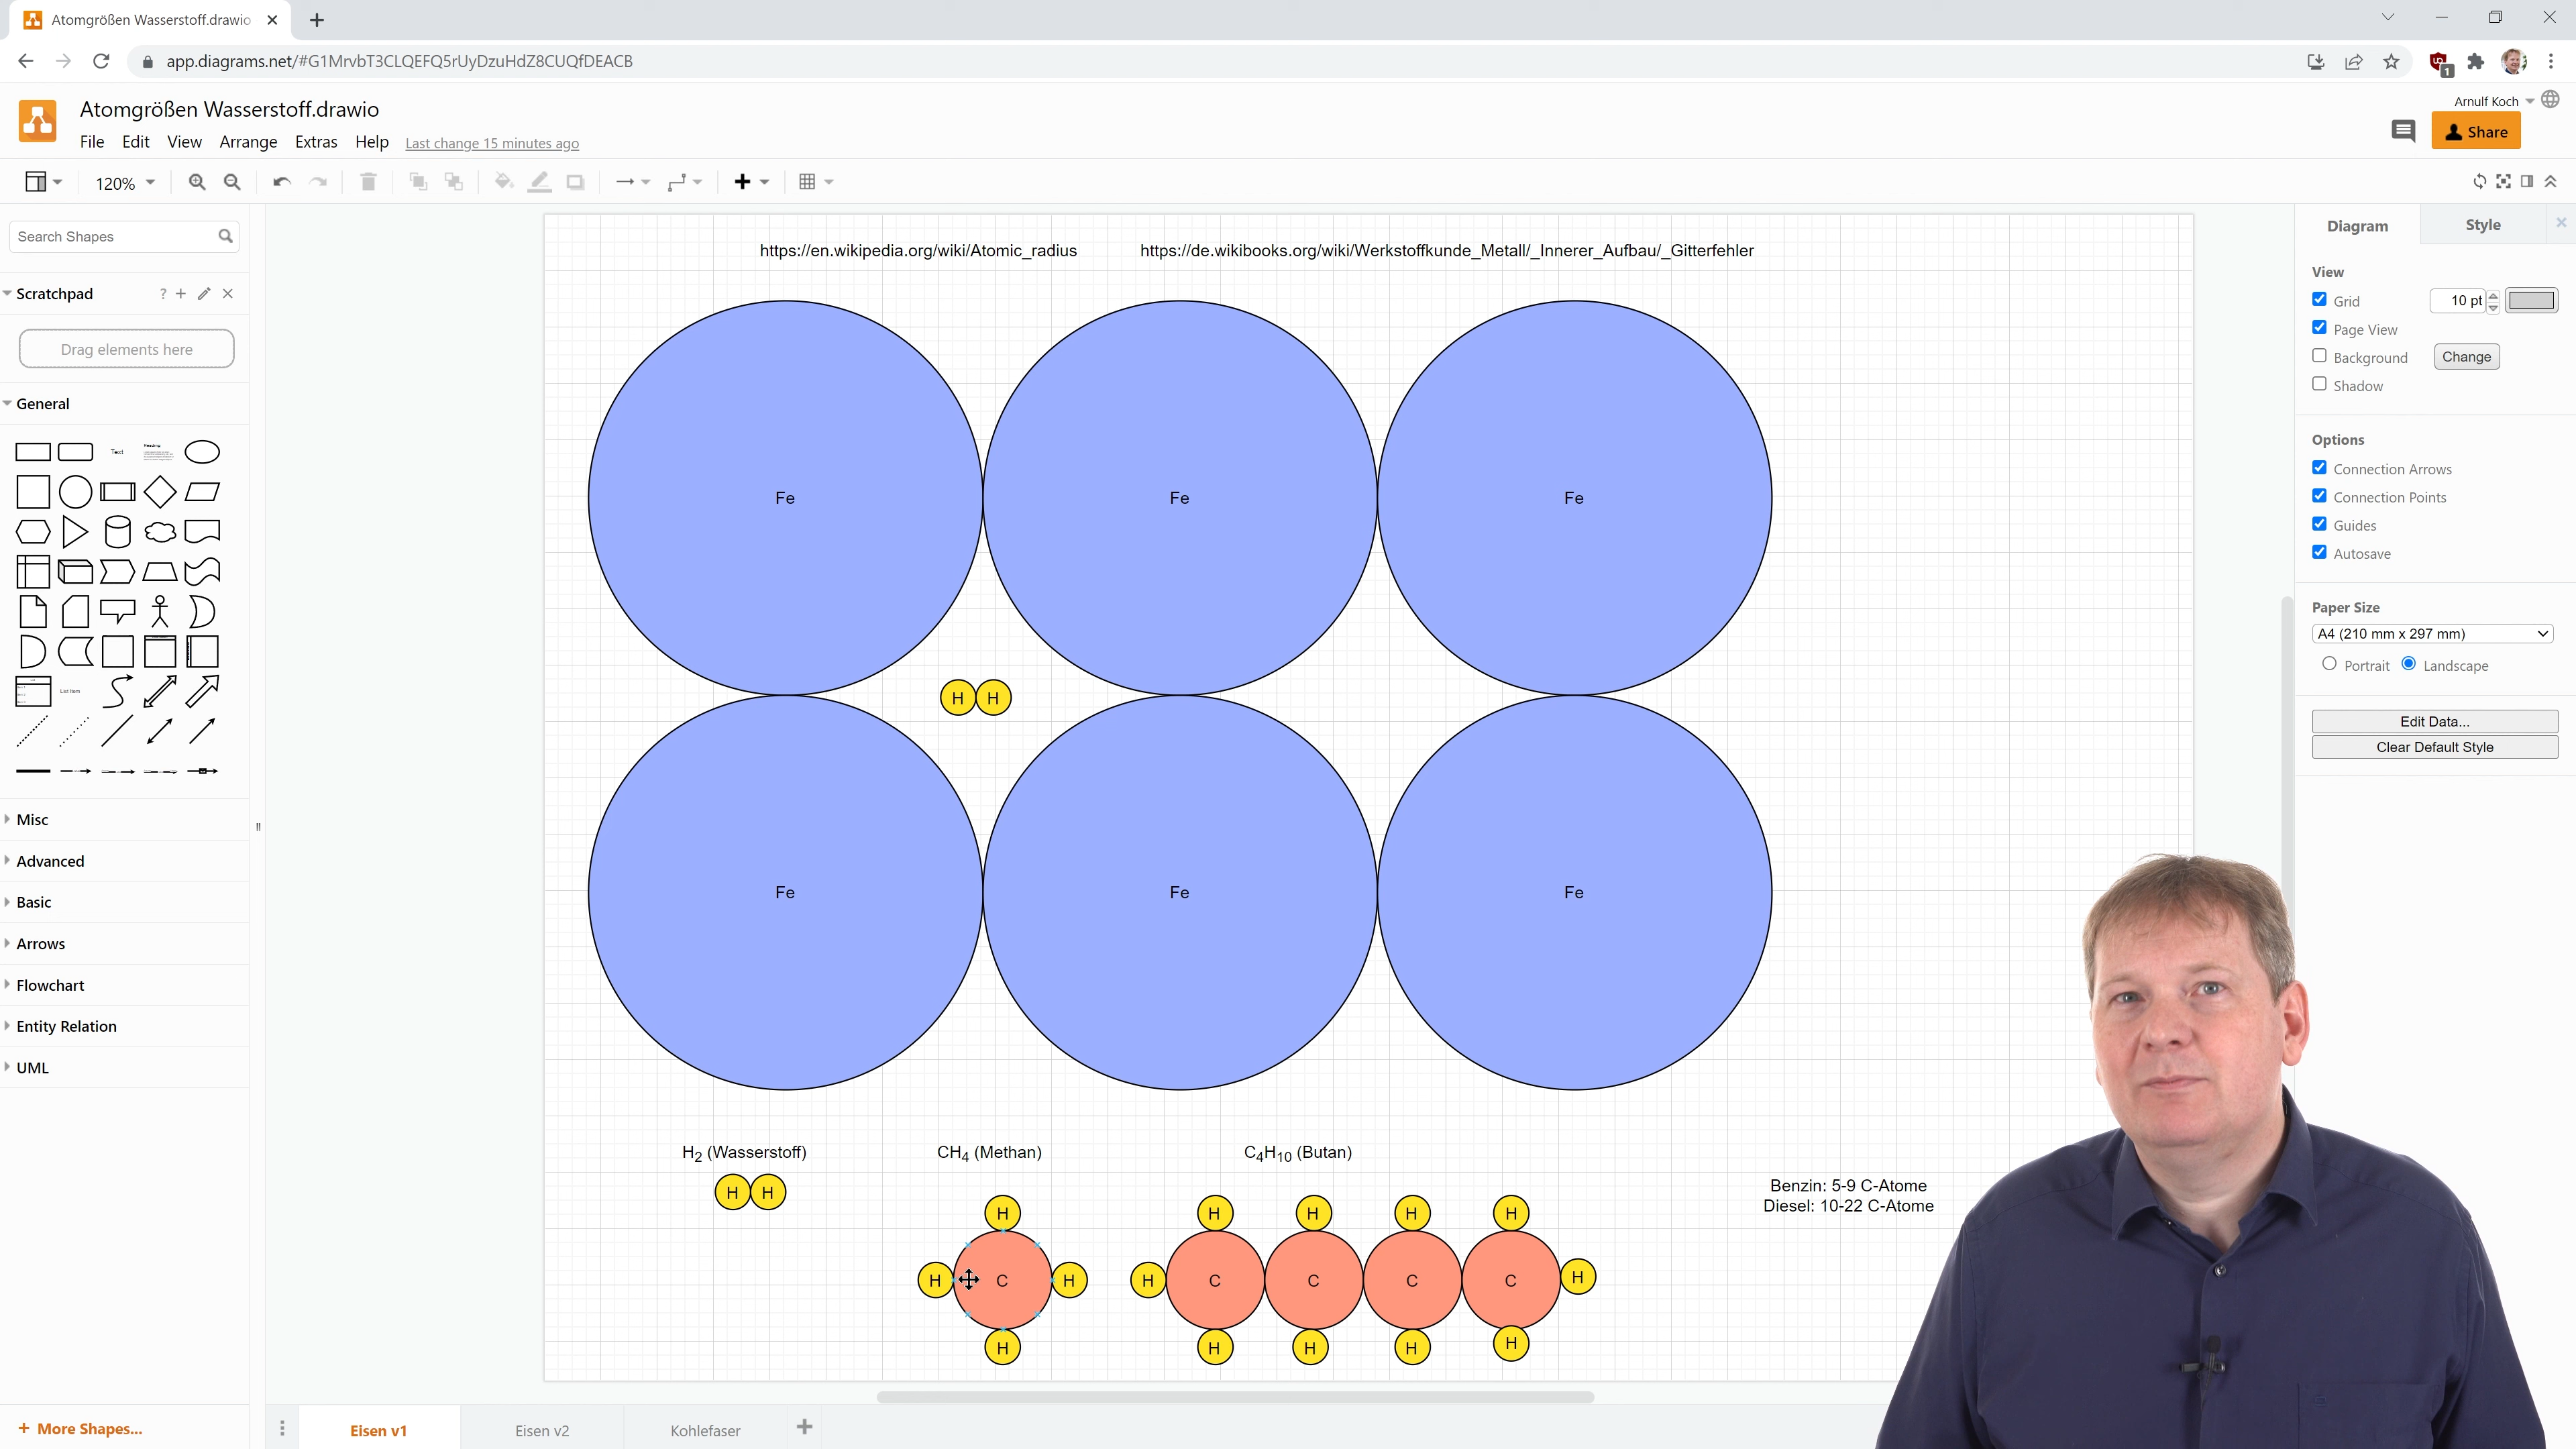 Atomgrößen Wasserstoff.drawio
app.diagrams.net/#G1MrvbT3CLQEFQ5rUyDzuHdZ8CUQfDEACB
1
Atomgrößen Wasserstoff.drawio
Arnulf Koch
File Edit View Arrange Extras Help Last change 15 minutes ago
Share
120%
Search Shapes
Scratchpad
?
Drag elements here
General
Text
Heading
List Item
Misc
Advanced
Basic
Arrows
Flowchart
Entity Relation
UML
+ More Shapes...
https://en.wikipedia.org/wiki/Atomic_radius
https://de.wikibooks.org/wiki/Werkstoffkunde_Metall/_Innerer_Aufbau/_Gitterfehler
Fe Fe Fe
H H
Fe Fe Fe
H2 (Wasserstoff) CH4 (Methan) C4H10 (Butan)
Benzin: 5-9 C-Atome
Diesel: 10-22 C-Atome
H H
H H H H H
H C H H C C C C H
H H H H H
Eisen v1 Eisen v2 Kohlefaser
Diagram Style
View
Grid 10 pt
Page View
Background Change
Shadow
Options
Connection Arrows
Connection Points
Guides
Autosave
Paper Size
A4 (210 mm x 297 mm)
Portrait Landscape
Edit Data...
Clear Default Style